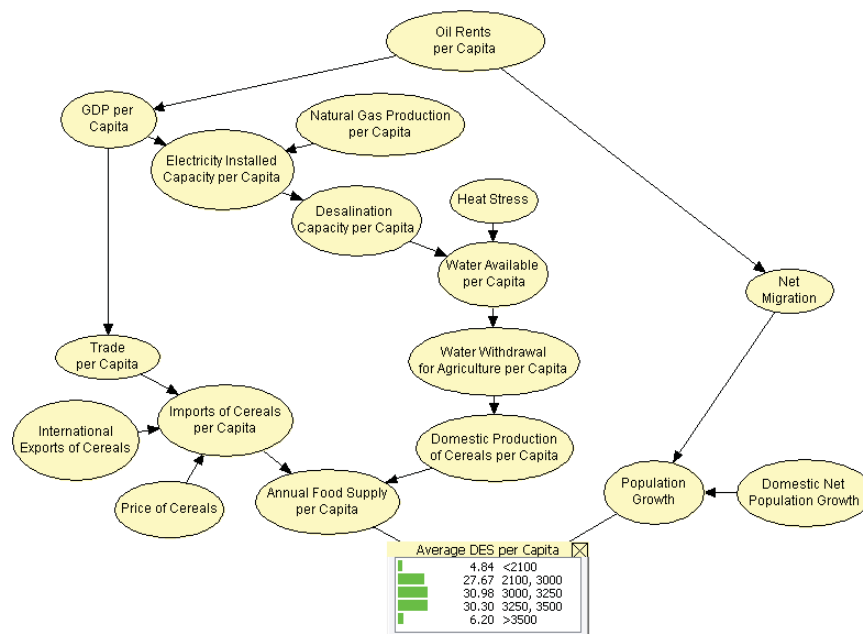 Oil Rents
per Capita
GDP per
Capita
Natural Gas Production
per Capita
Electricity Installed
Capacity per Capita
Heat Stress
Desalination
Capacity per Capita
Water Available
per Capita
Net
Migration
Trade
per Capita
Water Withdrawal
for Agriculture per Capita
Imports of Cereals
per Capita
International
Exports of Cereals
Domestic Production
of Cereals per Capita
Price of Cereals
Annual Food Supply
per Capita
Population
Growth
Domestic Net
Population Growth
Average DES per Capita
4.84 <2100
27.67 2100, 3000
30.98 3000, 3250
30.30 3250, 3500
6.20 >3500